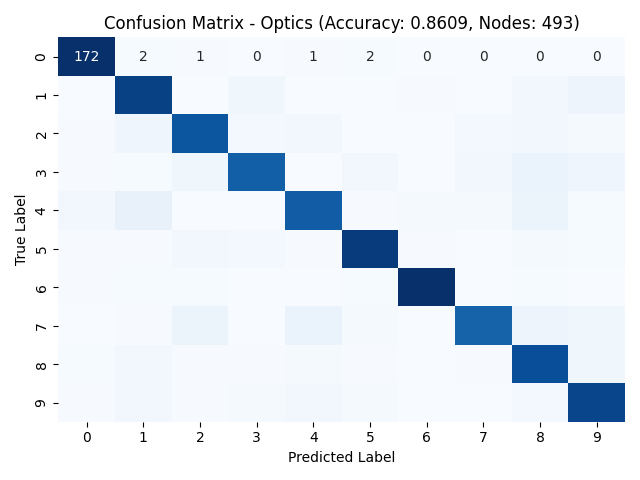 Confusion Matrix - Optics (Accuracy: 0.8609, Nodes: 493)
0 172 2 1 0 1 2 0 0 0 0
1
2
3
4
5
6
7
8
9
True Label
0 1 2 3 4 5 6 7 8 9
Predicted Label